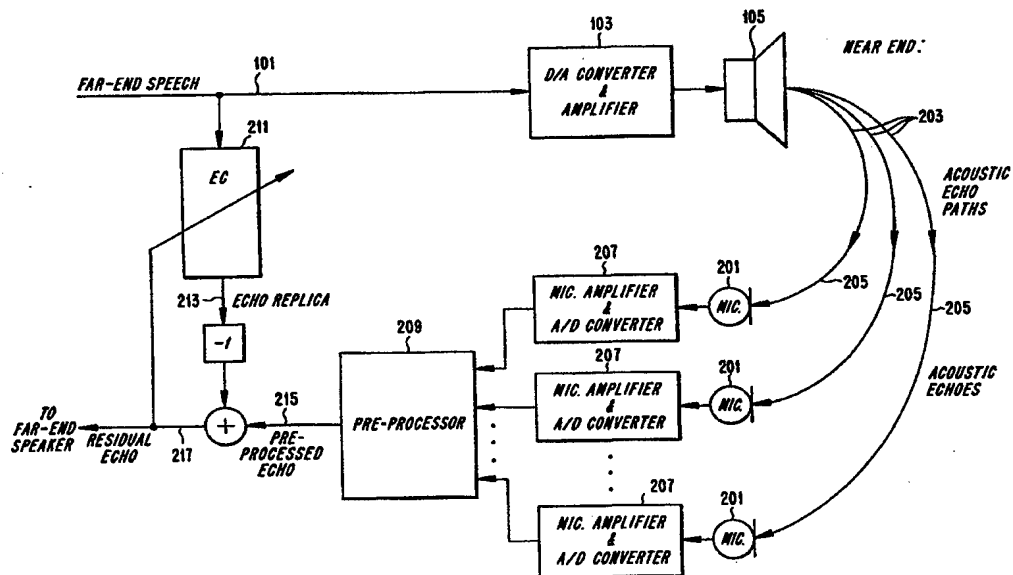 105
103
NEAR END:
D/A CONVERTER
&
AMPLIFIER
FAR-END SPEECH
101
203
211
EC
ACOUSTIC
ECHO
PATHS
207
201
205
205
205
213
ECHO REPLICA
MIC. AMPLIFIER
&
A/D CONVERTER
MIC.
-1
209
207
201
ACOUSTIC
ECHOES
TO
FAR-END
SPEAKER
RESIDUAL
ECHO
217
+
215
PRE-
PROCESSED
ECHO
PRE-PROCESSOR
MIC. AMPLIFIER
&
A/D CONVERTER
MIC.
207
201
MIC. AMPLIFIER
&
A/D CONVERTER
MIC.